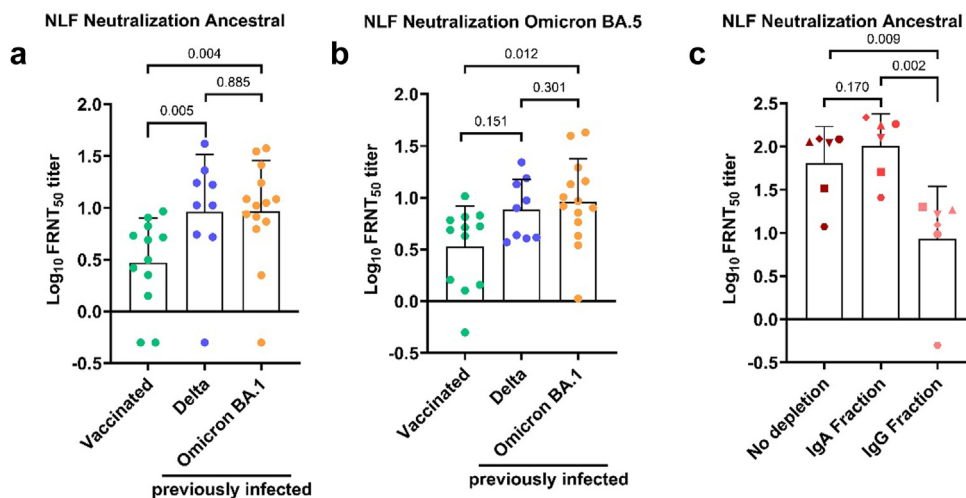 NLF Neutralization Ancestral
a
0.004
0.885
0.005
2.0
1.5
1.0
0.5
0.0
-0.5
Log10 FRNT50 titer
Vaccinated
Delta
Omicron BA.1
previously infected
NLF Neutralization Omicron BA.5
b
0.012
0.301
0.151
2.0
1.5
1.0
0.5
0.0
-0.5
Log10 FRNT50 titer
Vaccinated
Delta
Omicron BA.1
previously infected
NLF Neutralization Ancestral
c
0.009
0.002
0.170
2.5
2.0
1.5
1.0
0.5
0.0
-0.5
Log10 FRNT50 titer
No depletion
IgA Fraction
IgG Fraction